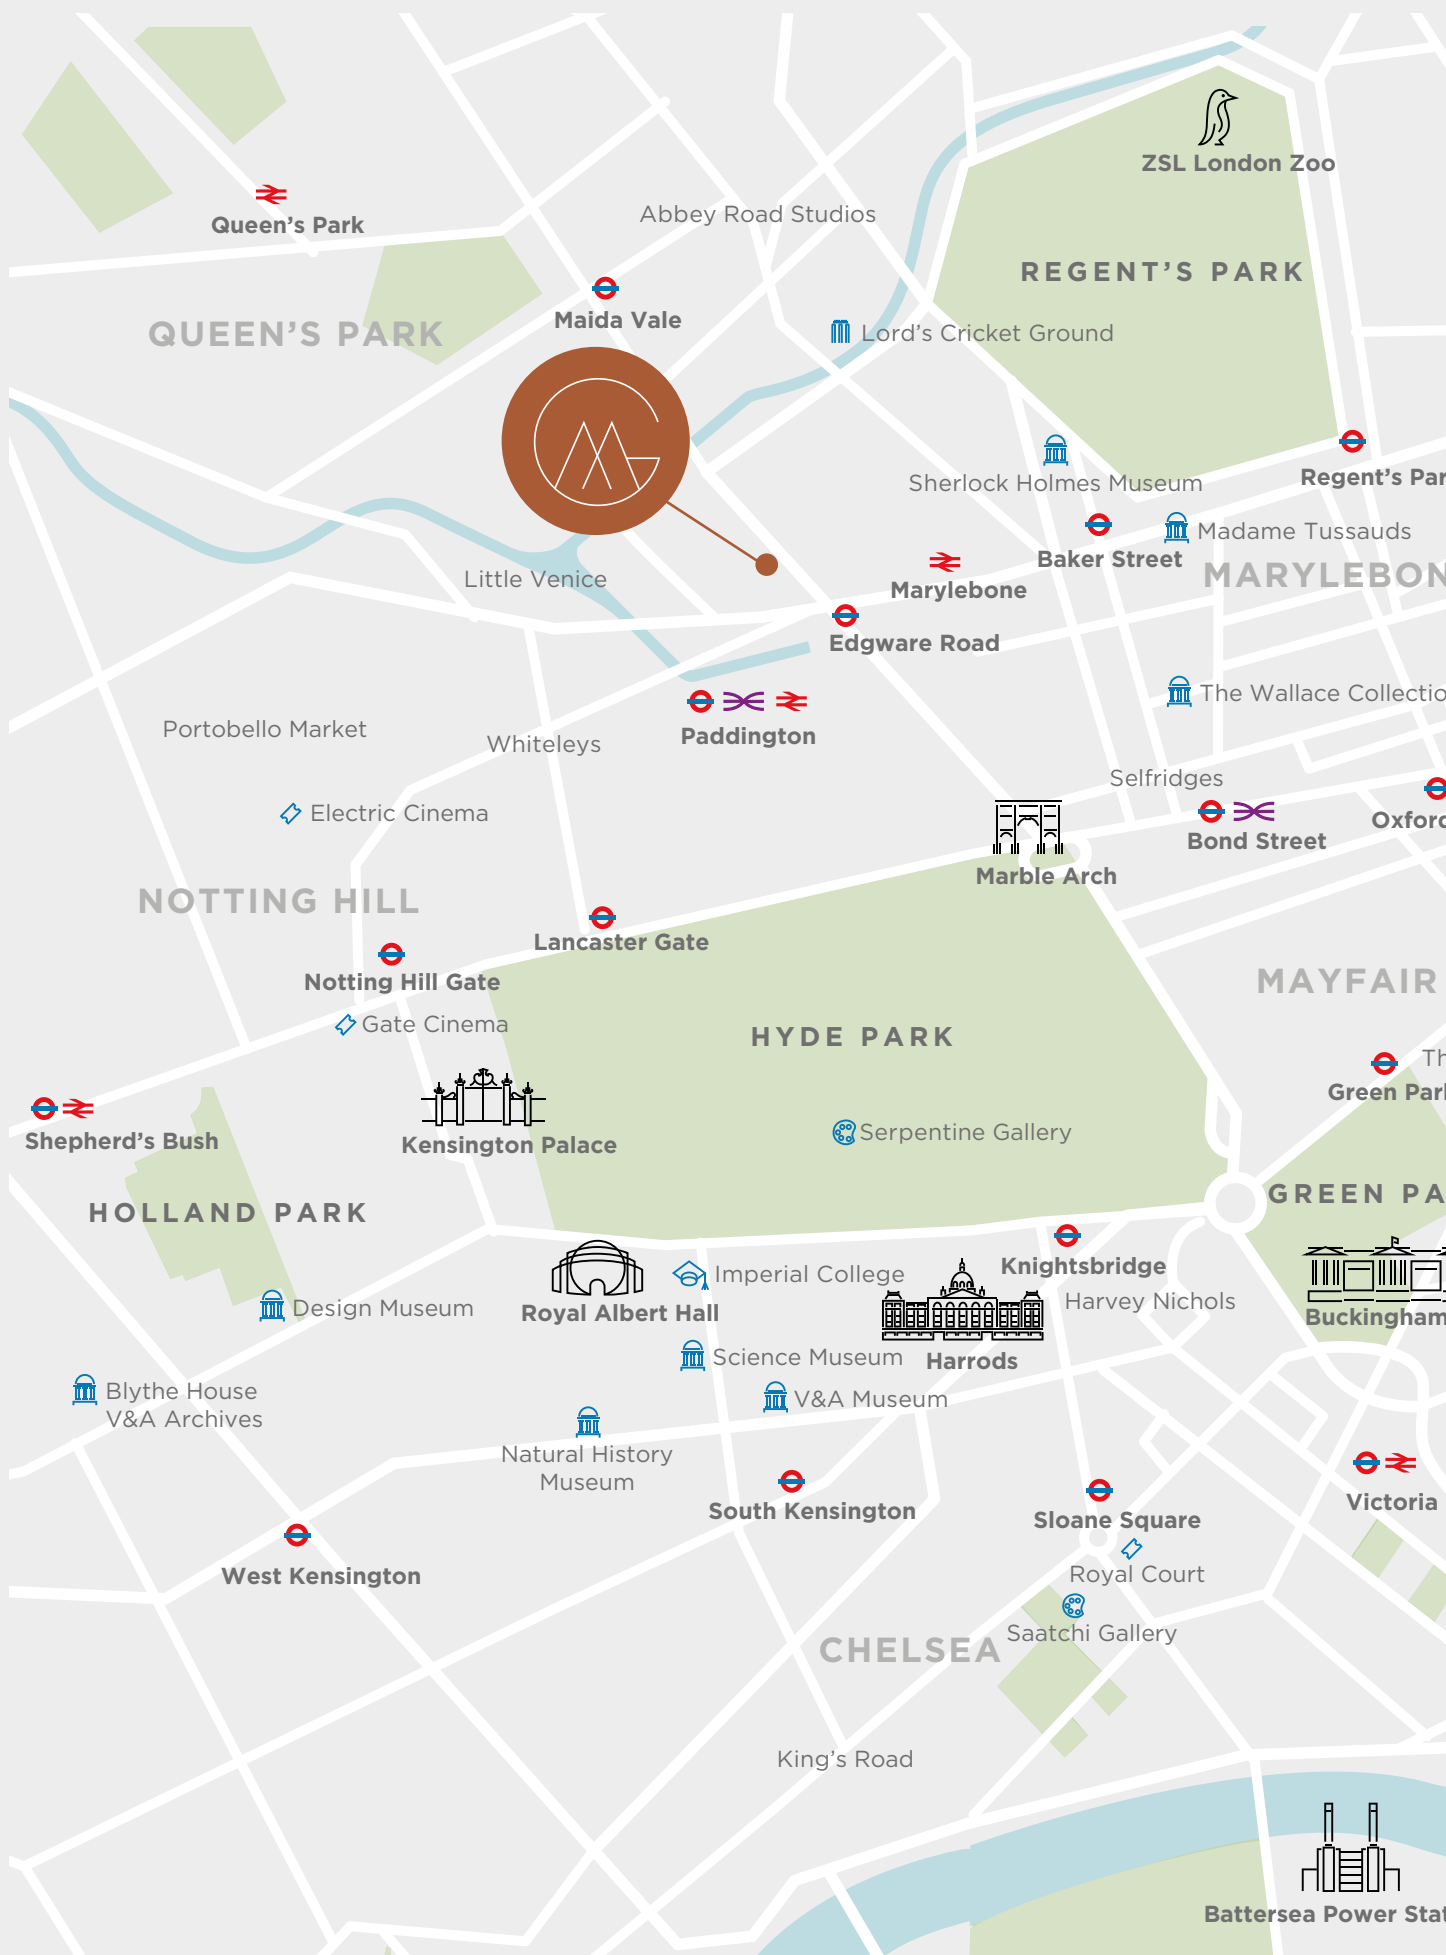 ZSL London Zoo
Queen's Park
Abbey Road Studios
REGENT'S PARK
Maida Vale
QUEEN'S PARK
Lord's Cricket Ground
Sherlock Holmes Museum
Regent's Par
Madame Tussauds
Baker Street
MARYLEBON
Little Venice
Marylebone
Edgware Road
The Wallace Collectio
Portobello Market
Whiteleys
Paddington
Selfridges
Electric Cinema
Oxford
Bond Street
Marble Arch
NOTTING HILL
Lancaster Gate
Notting Hill Gate
MAYFAIR
Gate Cinema
HYDE PARK
Th
Green Park
Serpentine Gallery
Shepherd's Bush
Kensington Palace
GREEN PA
HOLLAND PARK
Knightsbridge
Imperial College
Harvey Nichols
Design Museum
Royal Albert Hall
Buckingham
Science Museum
Harrods
Blythe House
V&A Archives
V&A Museum
Natural History
Museum
South Kensington
Victoria
Sloane Square
West Kensington
Royal Court
Saatchi Gallery
CHELSEA
King's Road
Battersea Power Stat